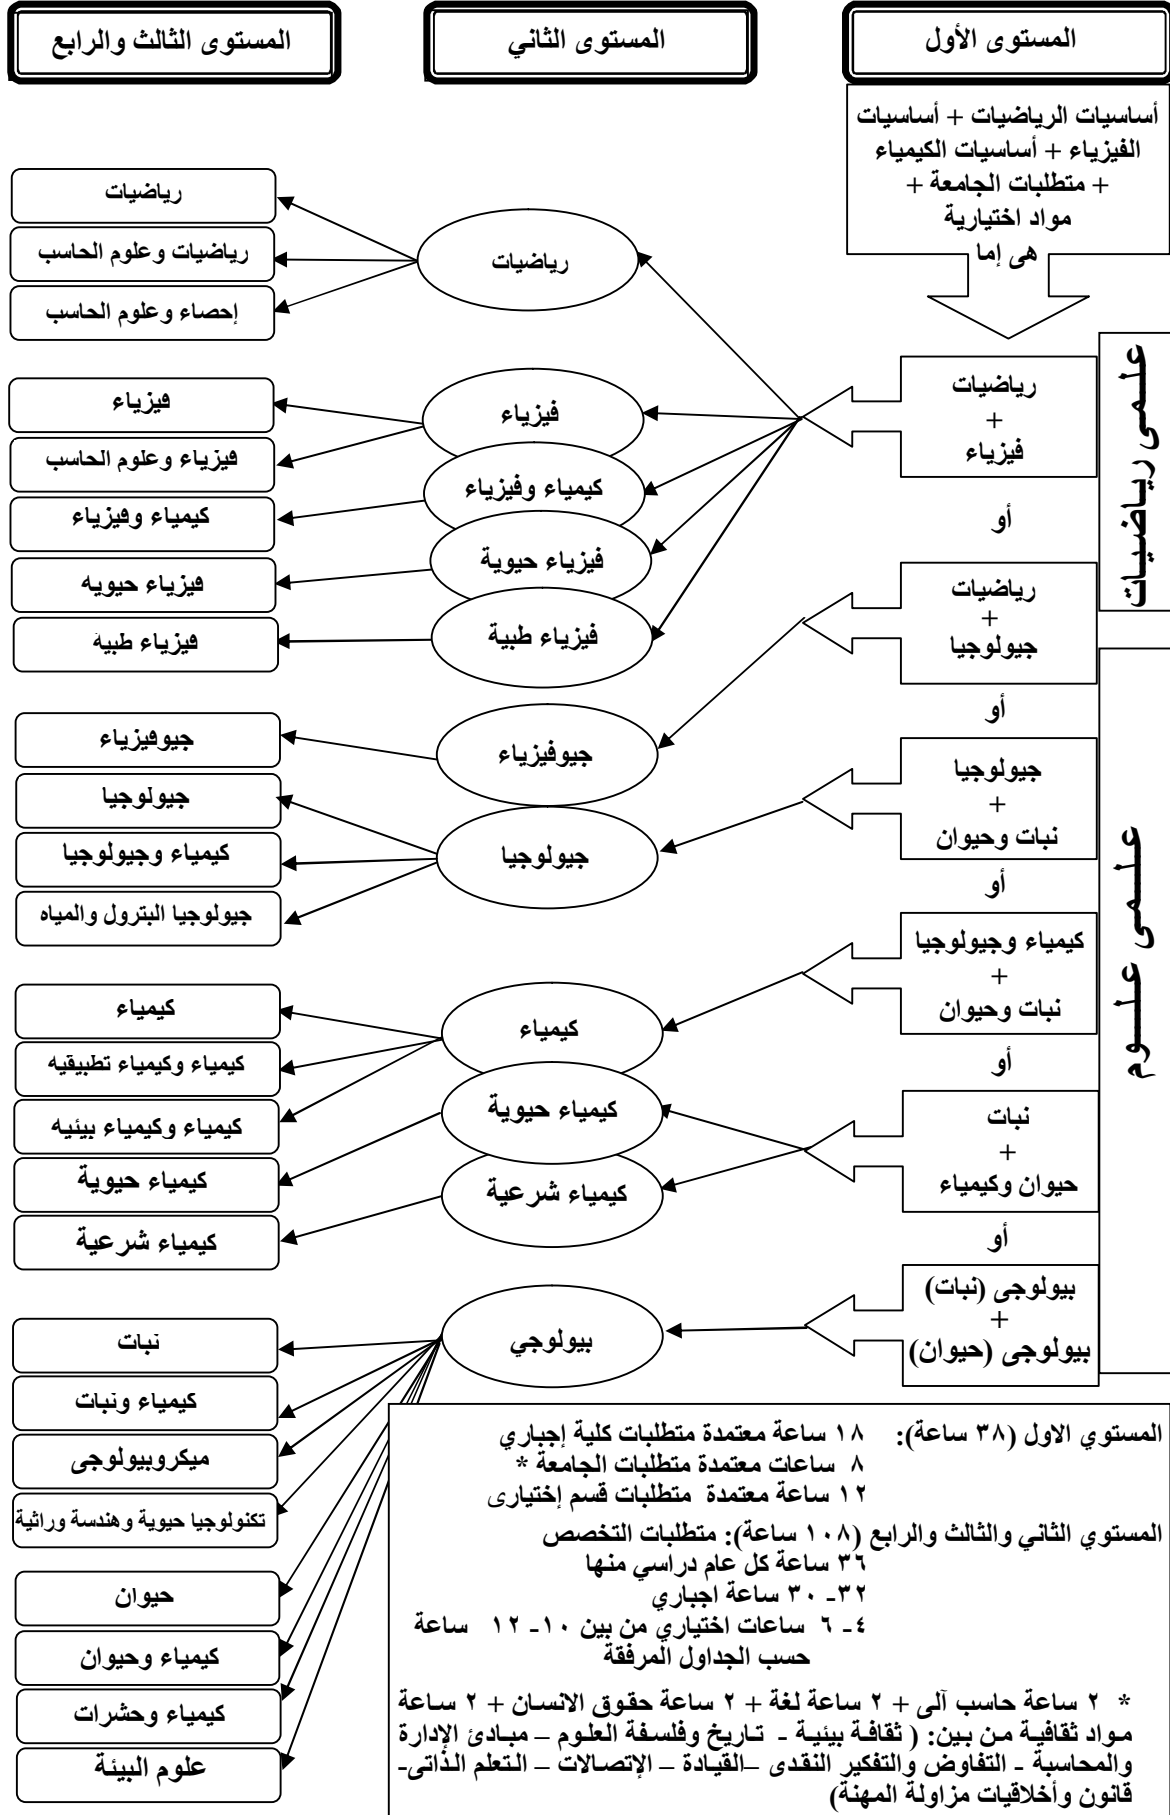 المستوى الأول
المستوى الثاني
المستوى الثالث والرابع
أساسيات الرياضيات + أساسيات
الفيزياء + أساسيات الكيمياء
+ متطلبات الجامعة +
مواد اختيارية
هى إما
علـمـى رياضـيـات
رياضيات
+
فيزياء
أو
رياضيات
+
جيولوجيا
أو
علـمـى علـــوم
جيولوجيا
+
نبات وحيوان
أو
كيمياء وجيولوجيا
+
نبات وحيوان
أو
نبات
+
حيوان وكيمياء
أو
بيولوجى (نبات)
+
بيولوجى (حيوان)
رياضيات
فيزياء
كيمياء وفيزياء
فيزياء حيوية
فيزياء طبية
جيوفيزياء
جيولوجيا
كيمياء
كيمياء حيوية
كيمياء شرعية
بيولوجي
رياضيات
رياضيات وعلوم الحاسب
إحصاء وعلوم الحاسب
فيزياء
فيزياء وعلوم الحاسب
كيمياء وفيزياء
فيزياء حيويه
فيزياء طبية
جيوفيزياء
جيولوجيا
كيمياء وجيولوجيا
جيولوجيا البترول والمياه
كيمياء
كيمياء وكيمياء تطبيقيه
كيمياء وكيمياء بيئيه
كيمياء حيوية
كيمياء شرعية
نبات
كيمياء ونبات
ميكروبيولوجى
تكنولوجيا حيوية وهندسة وراثية
حيوان
كيمياء وحيوان
كيمياء وحشرات
علوم البيئة
المستوي الاول (٣٨ ساعة): ١٨ ساعة معتمدة متطلبات كلية إجباري
٨ ساعات معتمدة متطلبات الجامعة *
١٢ ساعة معتمدة متطلبات قسم إختيارى
المستوي الثاني والثالث والرابع (١٠٨ ساعة): متطلبات التخصص
٣٦ ساعة كل عام دراسي منها
٣٢- ٣٠ ساعة اجباري
٤- ٦ ساعات اختياري من بين ١٠- ١٢ ساعة
حسب الجداول المرفقة
* ٢ ساعة حاسب آلى + ٢ ساعة لغة + ٢ ساعة حقوق الانسان + ٢ ساعة
مواد ثقافية من بين: ( ثقافة بيئية - تاريخ وفلسفة العلوم – مبادئ الإدارة
والمحاسبة - التفاوض والتفكير النقدى –القيادة – الإتصالات – التعلم الذاتى-
قانون وأخلاقيات مزاولة المهنة)